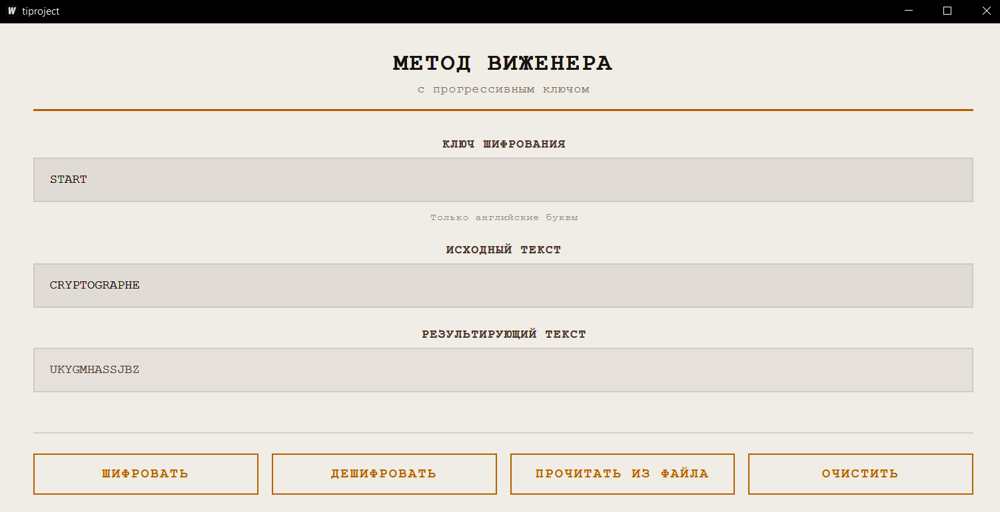 W tiproject
МЕТОД ВИЖЕНЕРА
с прогрессивным ключом
КЛЮЧ ШИФРОВАНИЯ
START
Только английские буквы
ИСХОДНЫЙ ТЕКСТ
CRYPTOGRAPHE
РЕЗУЛЬТИРУЮЩИЙ ТЕКСТ
UKYGMHASSJBZ
ШИФРОВАТЬ ДЕШИФРОВАТЬ ПРОЧИТАТЬ ИЗ ФАЙЛА ОЧИСТИТЬ